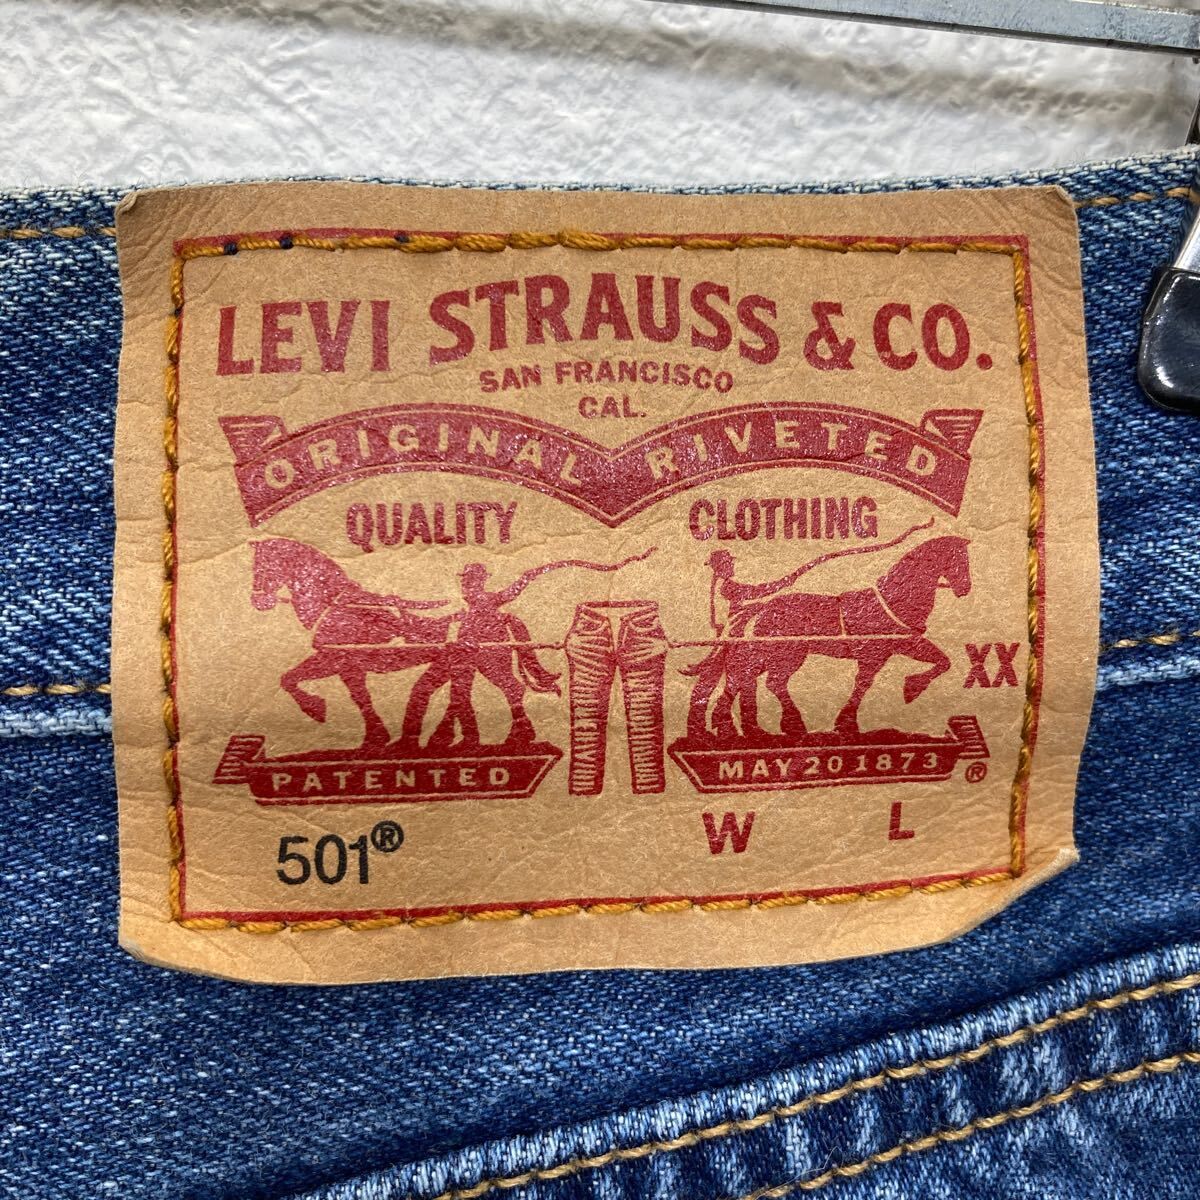 LEVI STRAUSS & CO.
SAN FRANCISCO
CAL.
ORIGINAL RIVETED
QUALITY CLOTHING
XX
PATENTED MAY 20 1873 ®
501® W L